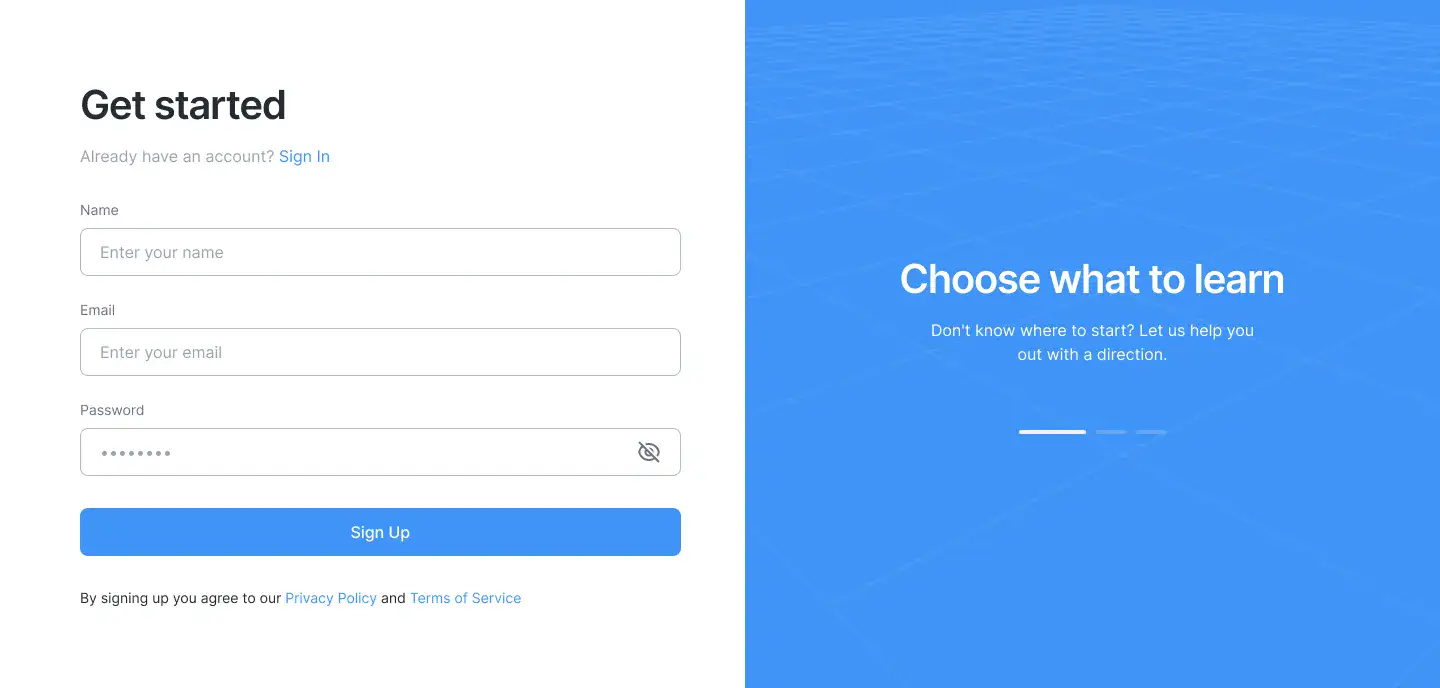 Get started
Already have an account? Sign In
Name
Enter your name
Email
Enter your email
Password
••••••••
Sign Up
By signing up you agree to our Privacy Policy and Terms of Service
Choose what to learn
Don't know where to start? Let us help you
out with a direction.